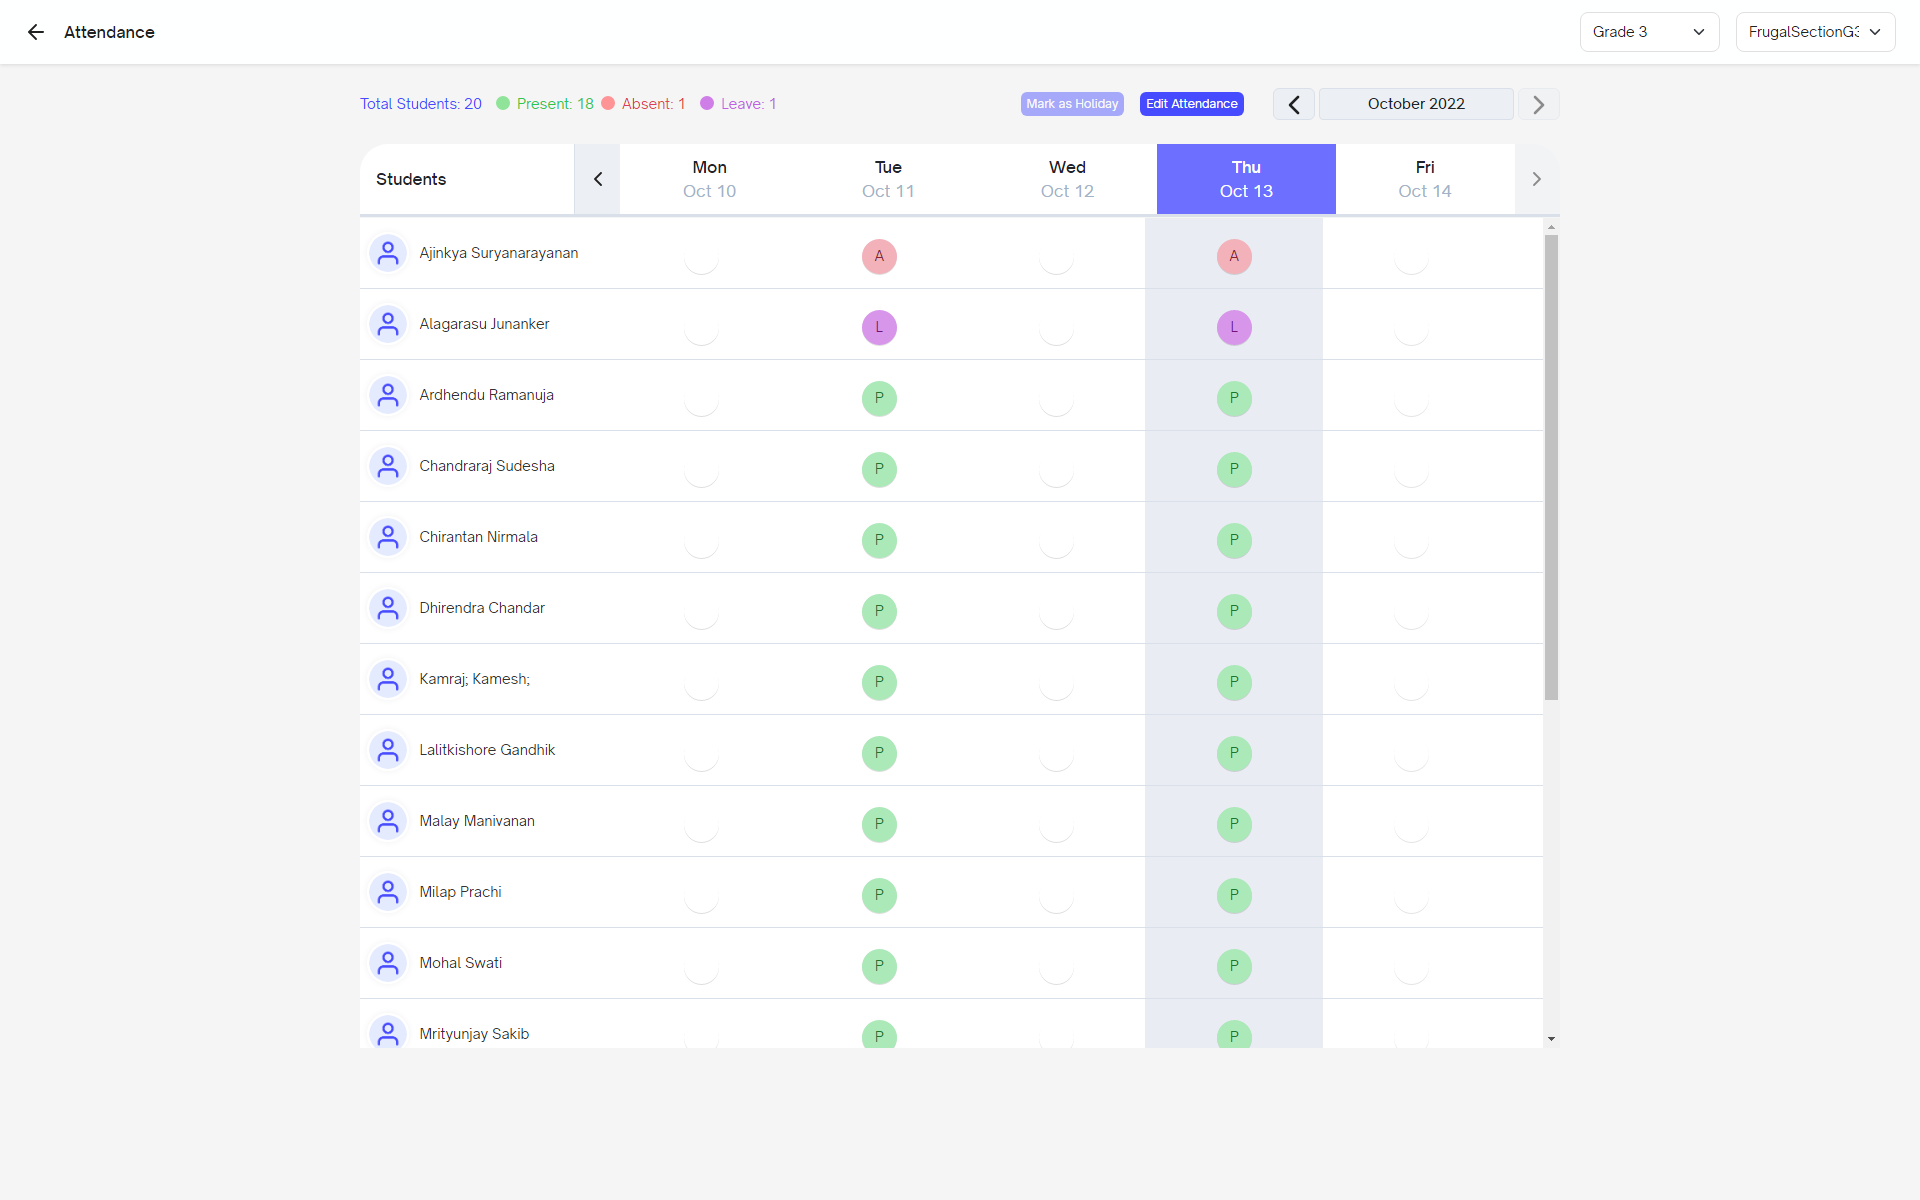 Attendance
Grade 3
FrugalSectionG3
Total Students: 20 Present: 18 Absent: 1 Leave: 1
Mark as Holiday
Edit Attendance
October 2022
Students
Mon Tue Wed Thu Fri
Oct 10 Oct 11 Oct 12 Oct 13 Oct 14
Ajinkya Suryanarayanan A A
Alagarasu Junanker L L
Ardhendu Ramanuja P P
Chandraraj Sudesha P P
Chirantan Nirmala P P
Dhirendra Chandar P P
Kamraj; Kamesh; P P
Lalitkishore Gandhik P P
Malay Manivanan P P
Milap Prachi P P
Mohal Swati P P
Mrityunjay Sakib P P